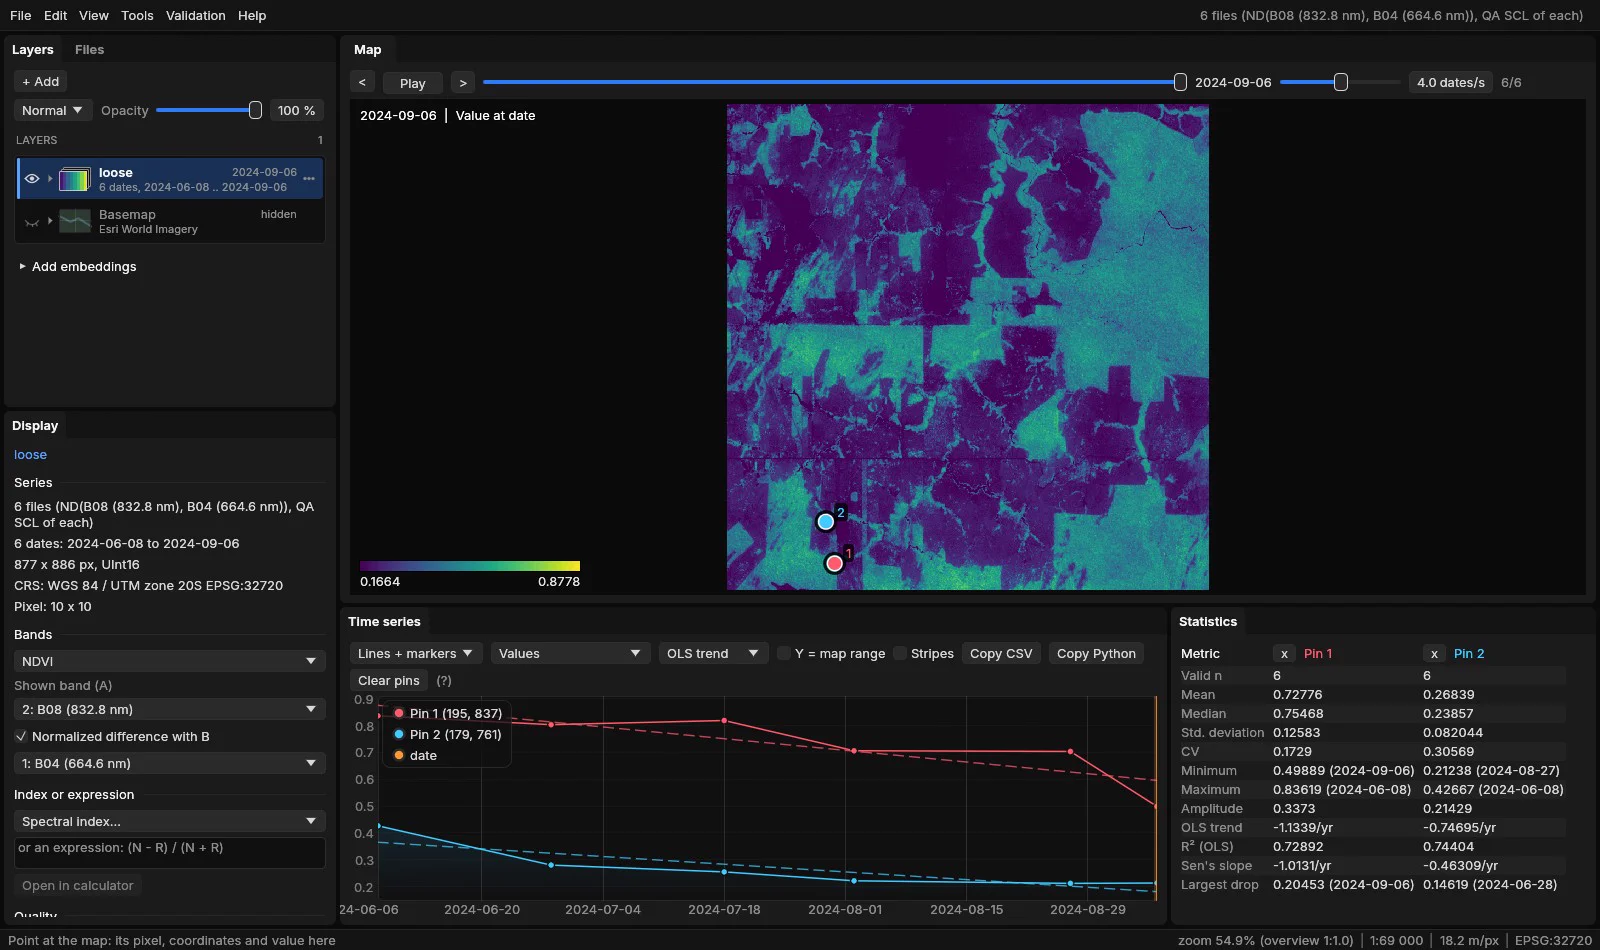 File Edit View Tools Validation Help
6 files (ND(B08 (832.8 nm), B04 (664.6 nm)), QA SCL of each)
Layers Files
+ Add
Normal Opacity 100 %
LAYERS 1
loose 2024-09-06
6 dates, 2024-06-08 .. 2024-09-06
Basemap hidden
Esri World Imagery
Add embeddings
Display
loose
Series
6 files (ND(B08 (832.8 nm), B04 (664.6 nm)), QA
SCL of each)
6 dates: 2024-06-08 to 2024-09-06
877 x 886 px, UInt16
CRS: WGS 84 / UTM zone 20S EPSG:32720
Pixel: 10 x 10
Bands
NDVI
Shown band (A)
2: B08 (832.8 nm)
Normalized difference with B
1: B04 (664.6 nm)
Index or expression
Spectral index...
or an expression: (N - R) / (N + R)
Open in calculator
Quality
Map
< Play > 2024-09-06 4.0 dates/s 6/6
2024-09-06 | Value at date
2
1
0.1664 0.8778
Time series
Lines + markers Values OLS trend Y = map range Stripes Copy CSV Copy Python
Clear pins (?)
Pin 1 (195, 837)
Pin 2 (179, 761)
date
0.9
0.8
0.7
0.6
0.5
0.4
0.3
0.2
24-06-06 2024-06-20 2024-07-04 2024-07-18 2024-08-01 2024-08-15 2024-08-29
Statistics
Metric x Pin 1 x Pin 2
Valid n 6 6
Mean 0.72776 0.26839
Median 0.75468 0.23857
Std. deviation 0.12583 0.082044
CV 0.1729 0.30569
Minimum 0.49889 (2024-09-06) 0.21238 (2024-08-27)
Maximum 0.83619 (2024-06-08) 0.42667 (2024-06-08)
Amplitude 0.3373 0.21429
OLS trend -1.1339/yr -0.74695/yr
R² (OLS) 0.72892 0.74404
Sen's slope -1.0131/yr -0.46309/yr
Largest drop 0.20453 (2024-09-06) 0.14619 (2024-06-28)
Point at the map: its pixel, coordinates and value here
zoom 54.9% (overview 1:1.0) | 1:69 000 | 18.2 m/px | EPSG:32720